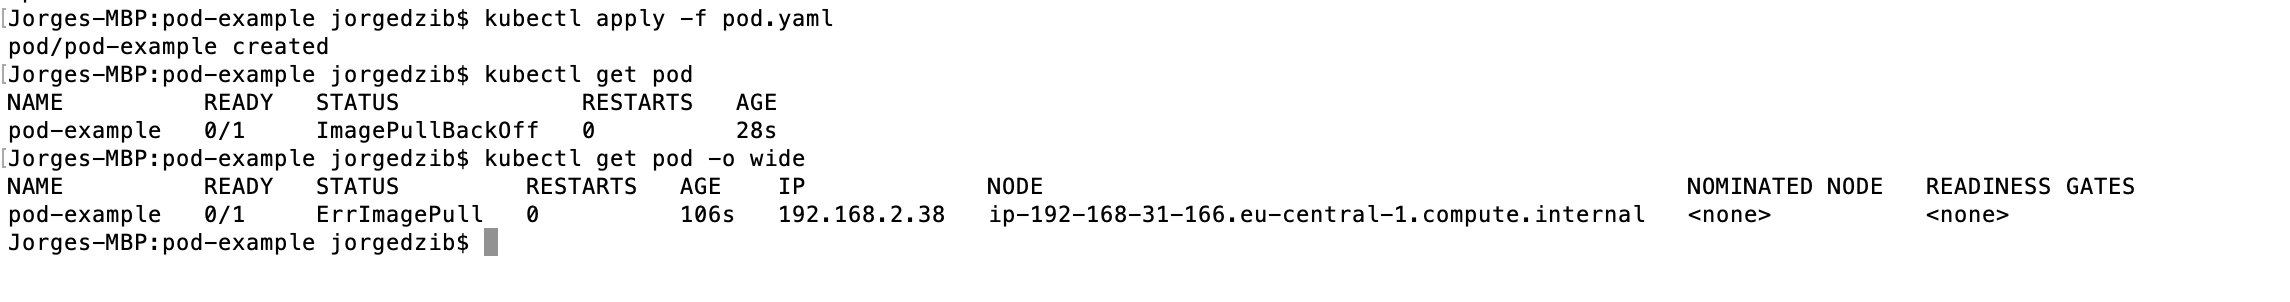 [Jorges-MBP:pod-example jorgedzib$ kubectl apply -f pod.yaml
pod/pod-example created
[Jorges-MBP:pod-example jorgedzib$ kubectl get pod
NAME READY STATUS RESTARTS AGE
pod-example 0/1 ImagePullBackOff 0 28s
[Jorges-MBP:pod-example jorgedzib$ kubectl get pod -o wide
NAME READY STATUS RESTARTS AGE IP NODE NOMINATED NODE READINESS GATES
pod-example 0/1 ErrImagePull 0 106s 192.168.2.38 ip-192-168-31-166.eu-central-1.compute.internal <none> <none>
Jorges-MBP:pod-example jorgedzib$